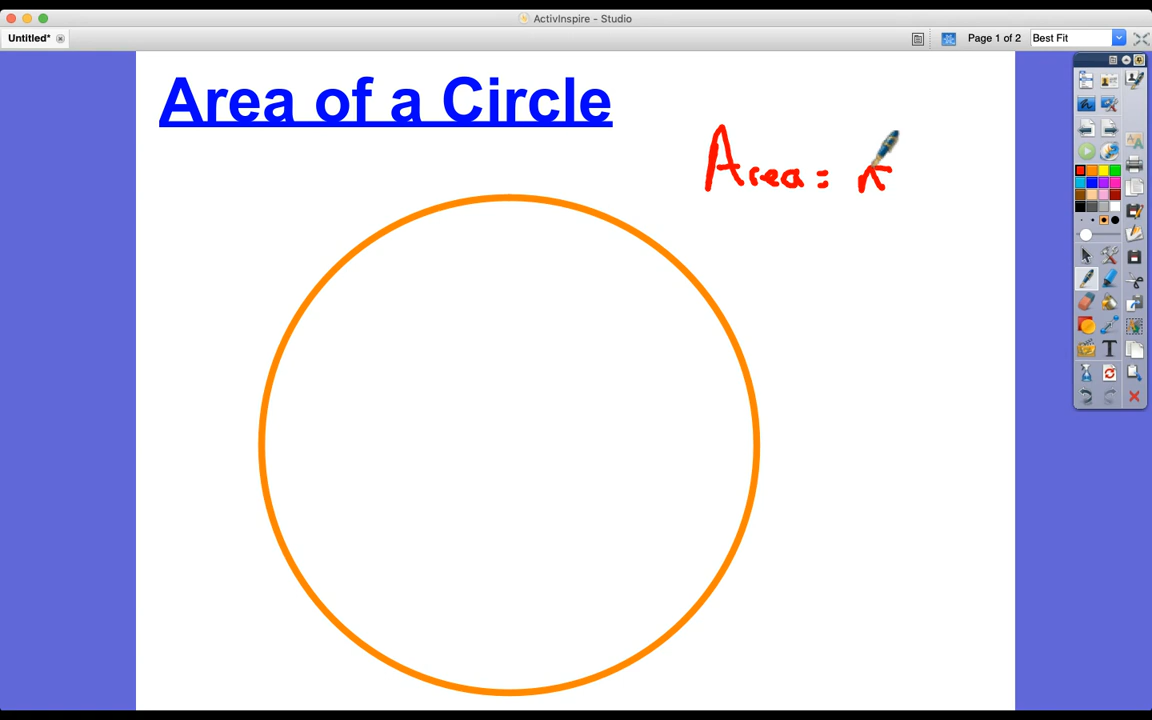 ActivInspire - Studio
Untitled*
Page 1 of 2
Best Fit
Area of a Circle
Area = π